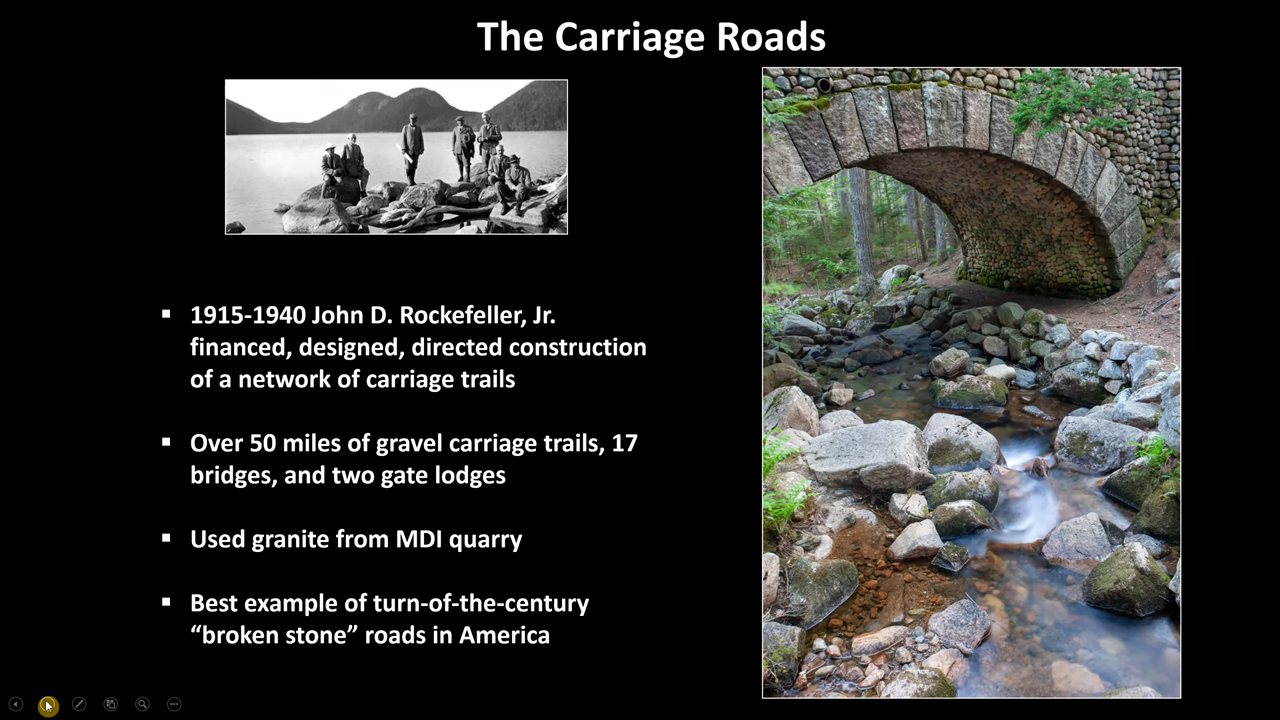 The Carriage Roads
▪ 1915-1940 John D. Rockefeller, Jr.
financed, designed, directed construction
of a network of carriage trails
▪ Over 50 miles of gravel carriage trails, 17
bridges, and two gate lodges
▪ Used granite from MDI quarry
▪ Best example of turn-of-the-century
“broken stone” roads in America